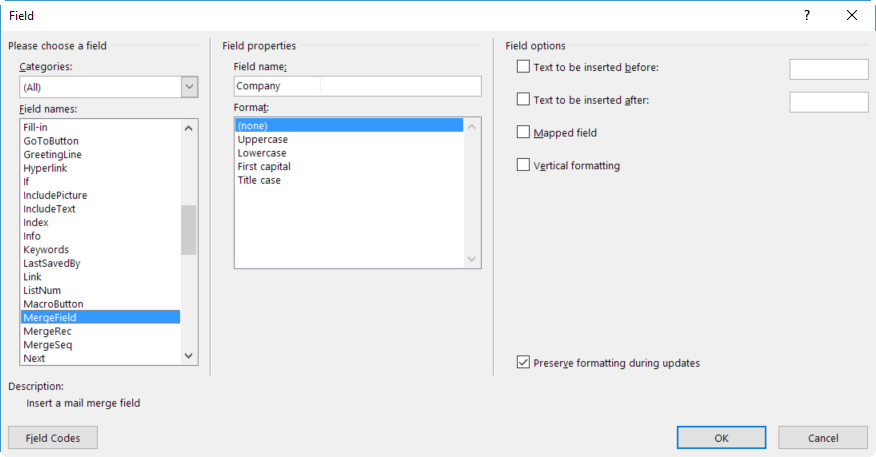 Field
?
Please choose a field
Categories:
(All)
Field names:
Fill-in
GoToButton
GreetingLine
Hyperlink
If
IncludePicture
IncludeText
Index
Info
Keywords
LastSavedBy
Link
ListNum
MacroButton
MergeField
MergeRec
MergeSeq
Next
Field properties
Field name:
Company
Format:
(none)
Uppercase
Lowercase
First capital
Title case
Field options
Text to be inserted before:
Text to be inserted after:
Mapped field
Vertical formatting
Preserve formatting during updates
Description:
Insert a mail merge field
Field Codes
OK
Cancel